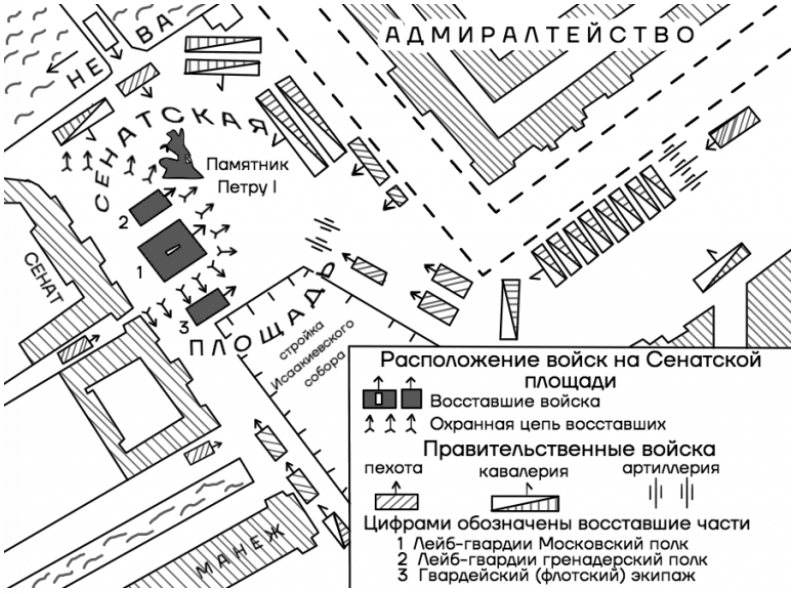 НЕВА
АДМИРАЛТЕЙСТВО
СЕНАТСКАЯ
Памятник
Петру I
2
1
СЕНАТ
3
ПЛОЩАДЬ
стройка
Исаакиевского
собора
МАНЕЖ
Расположение войск на Сенатской
площади
Восставшие войска
Охранная цепь восставших
Правительственные войска
пехота кавалерия артиллерия
Цифрами обозначены восставшие части
1 Лейб-гвардии Московский полк
2 Лейб-гвардии гренадерский полк
3 Гвардейский (флотский) экипаж